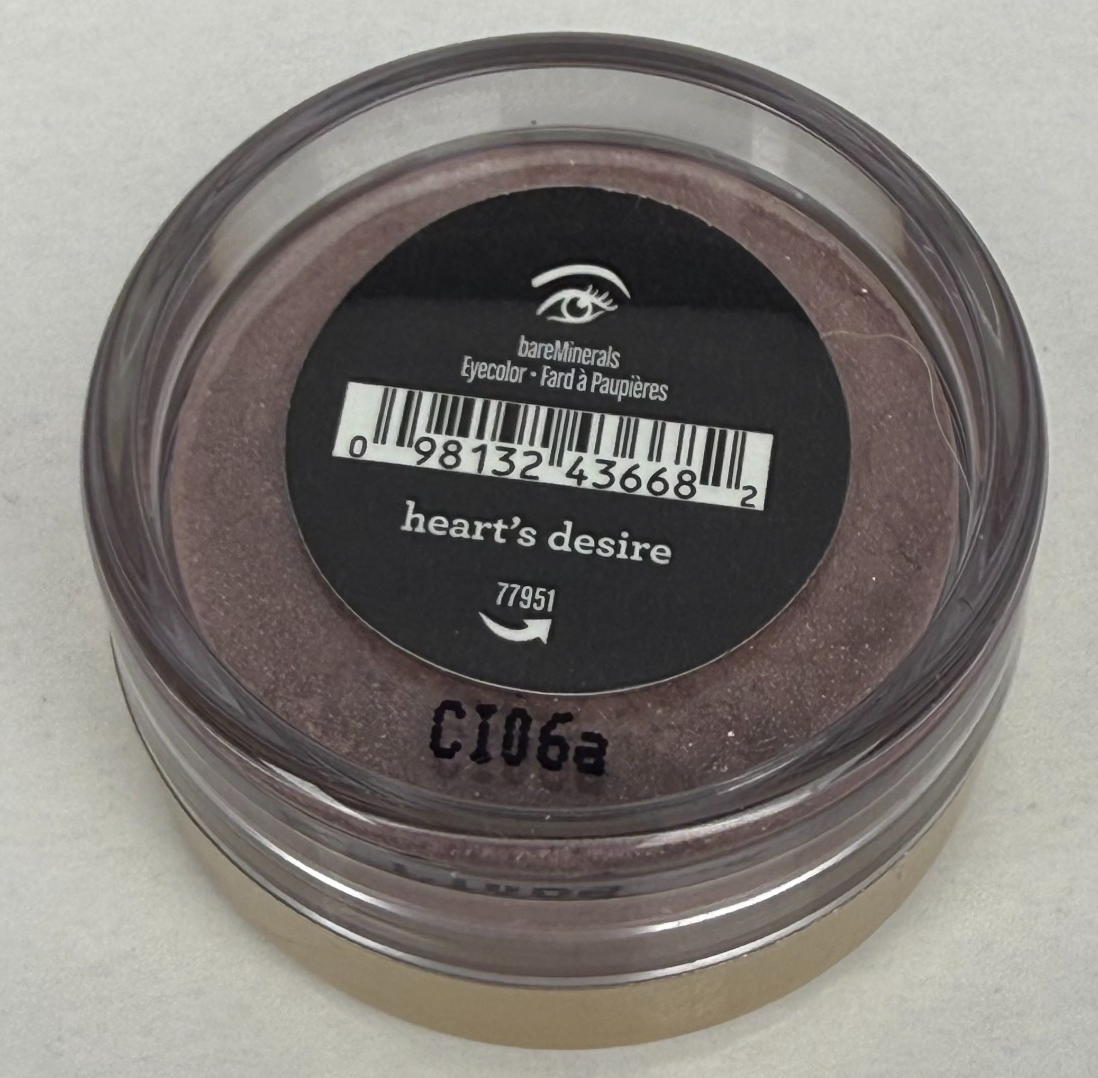 bareMinerals
Eyecolor • Fard à Paupières
0 98132 43668 2
heart's desire
77951
CI06a